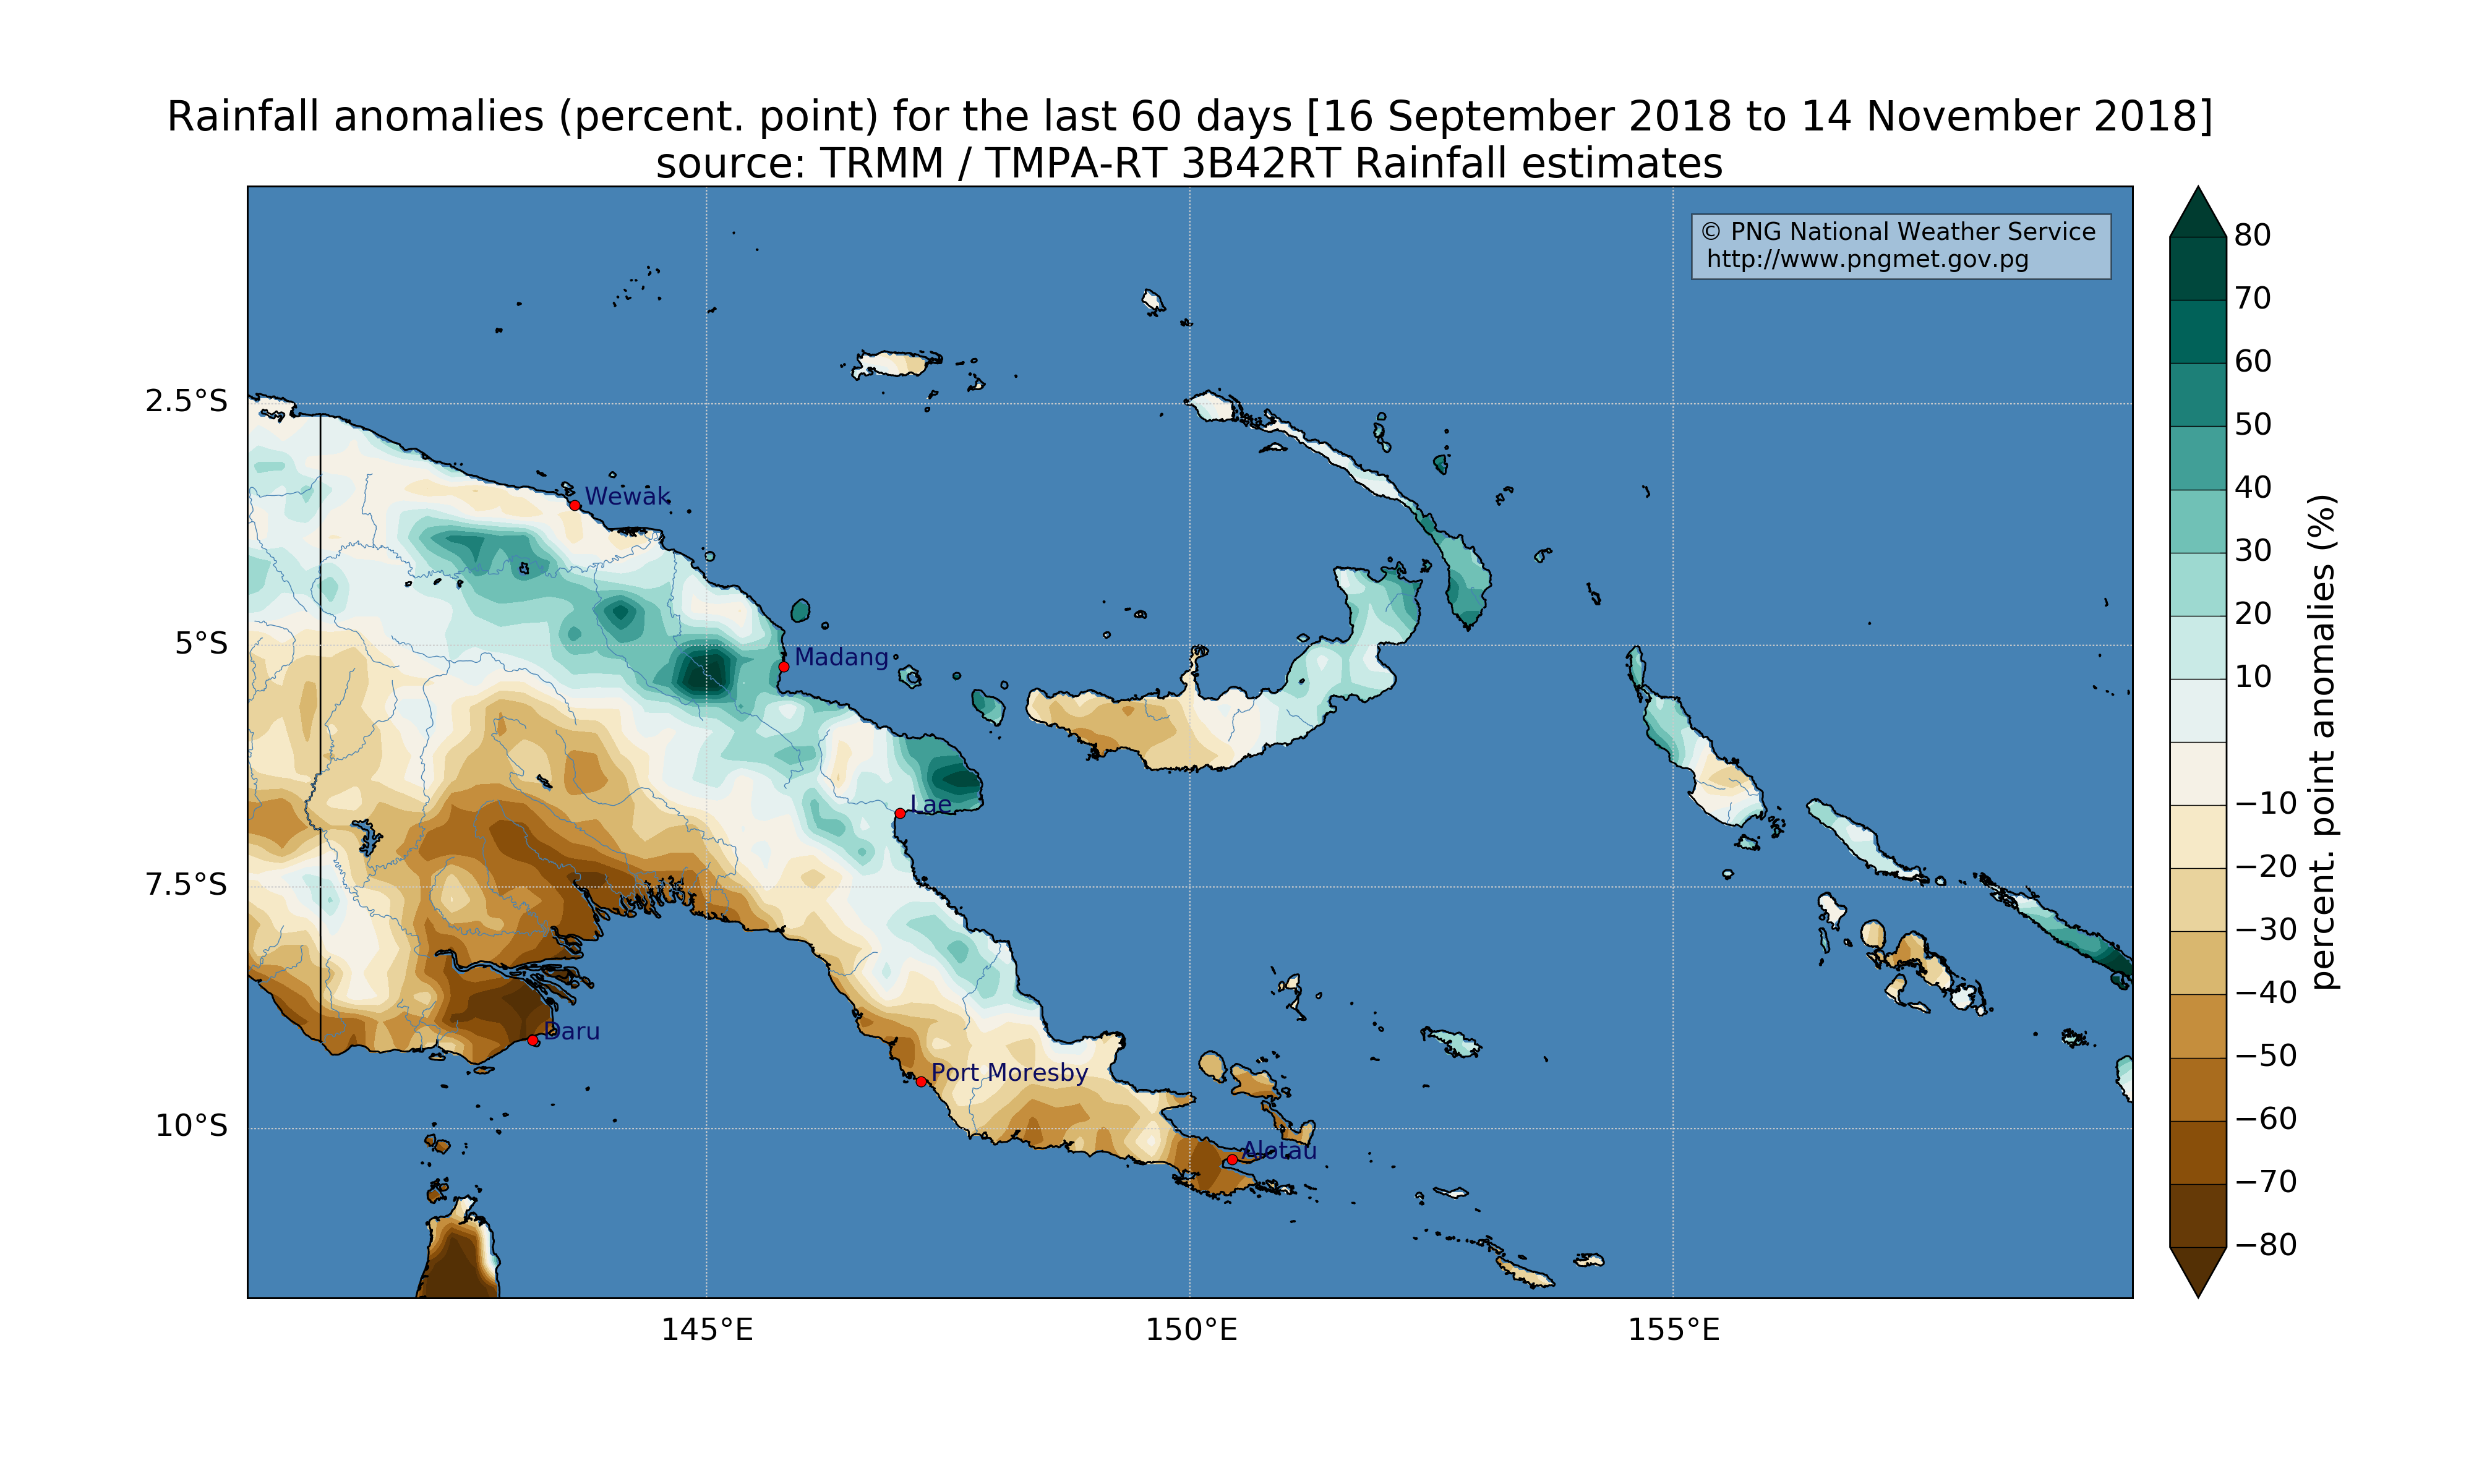 Rainfall anomalies (percent. point) for the last 60 days [16 September 2018 to 14 November 2018]
source: TRMM / TMPA-RT 3B42RT Rainfall estimates
© PNG National Weather Service
http://www.pngmet.gov.pg
80
70
60
50
40
30
20
10
−10
−20
−30
−40
−50
−60
−70
−80
percent. point anomalies (%)
2.5°S
5°S
7.5°S
10°S
Wewak
Madang
Lae
Daru
Port Moresby
Alotau
145°E
150°E
155°E